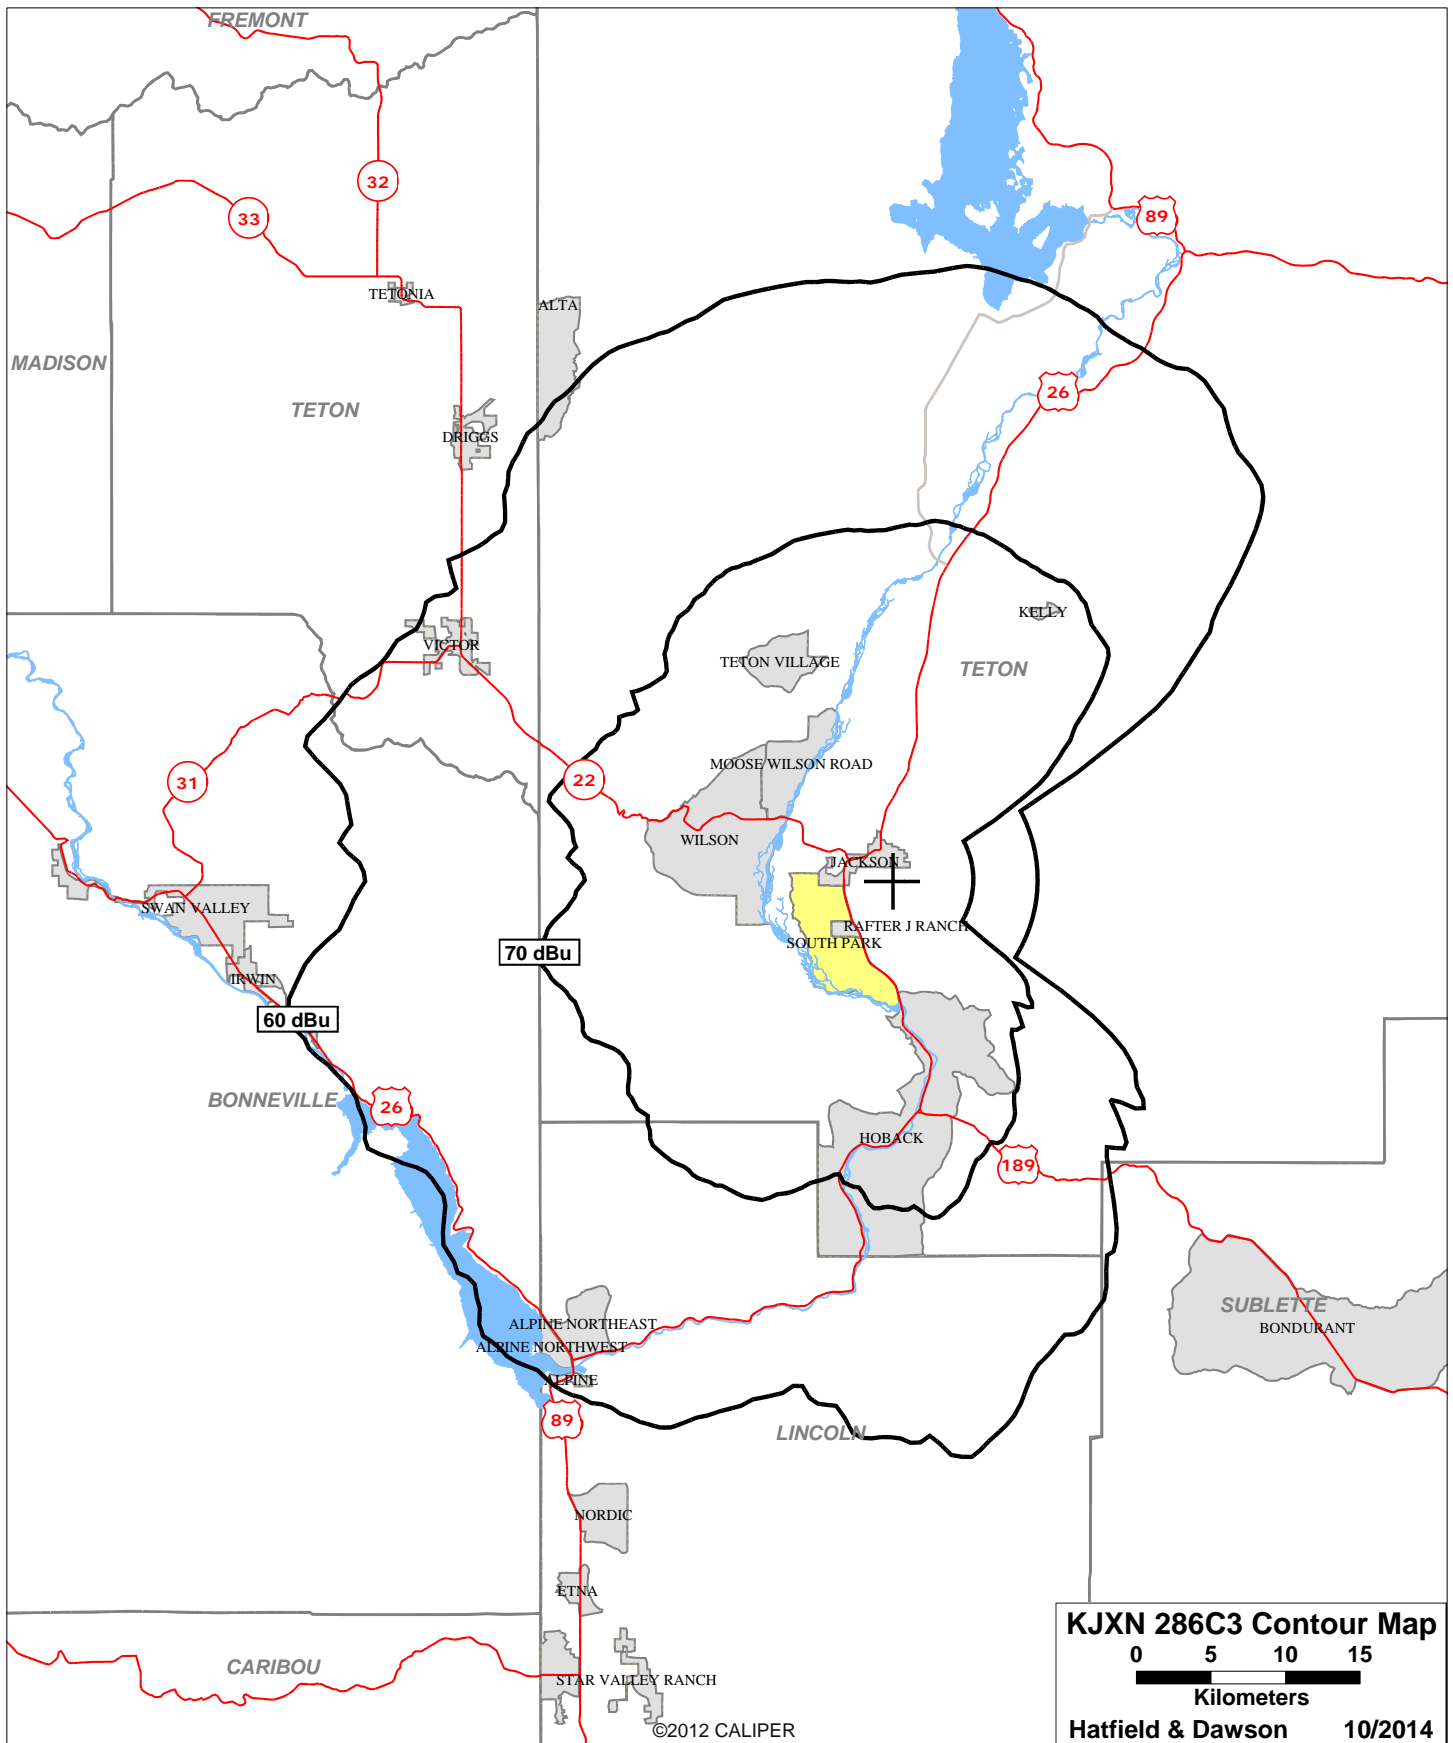 FREMONT
32
33
89
TETONIA
ALTA
MADISON
TETON
26
DRIGGS
KELLY
VICTOR
TETON VILLAGE
TETON
MOOSE WILSON ROAD
31
22
WILSON
JACKSON
SWAN VALLEY
RAFTER J RANCH
SOUTH PARK
70 dBu
IRWIN
60 dBu
BONNEVILLE
26
HOBACK
189
SUBLETTE
ALPINE NORTHEAST
BONDURANT
ALPINE NORTHWEST
ALPINE
89
LINCOLN
NORDIC
ETNA
CARIBOU
STAR VALLEY RANCH
©2012 CALIPER
KJXN 286C3 Contour Map
0 5 10 15
Kilometers
Hatfield & Dawson 10/2014